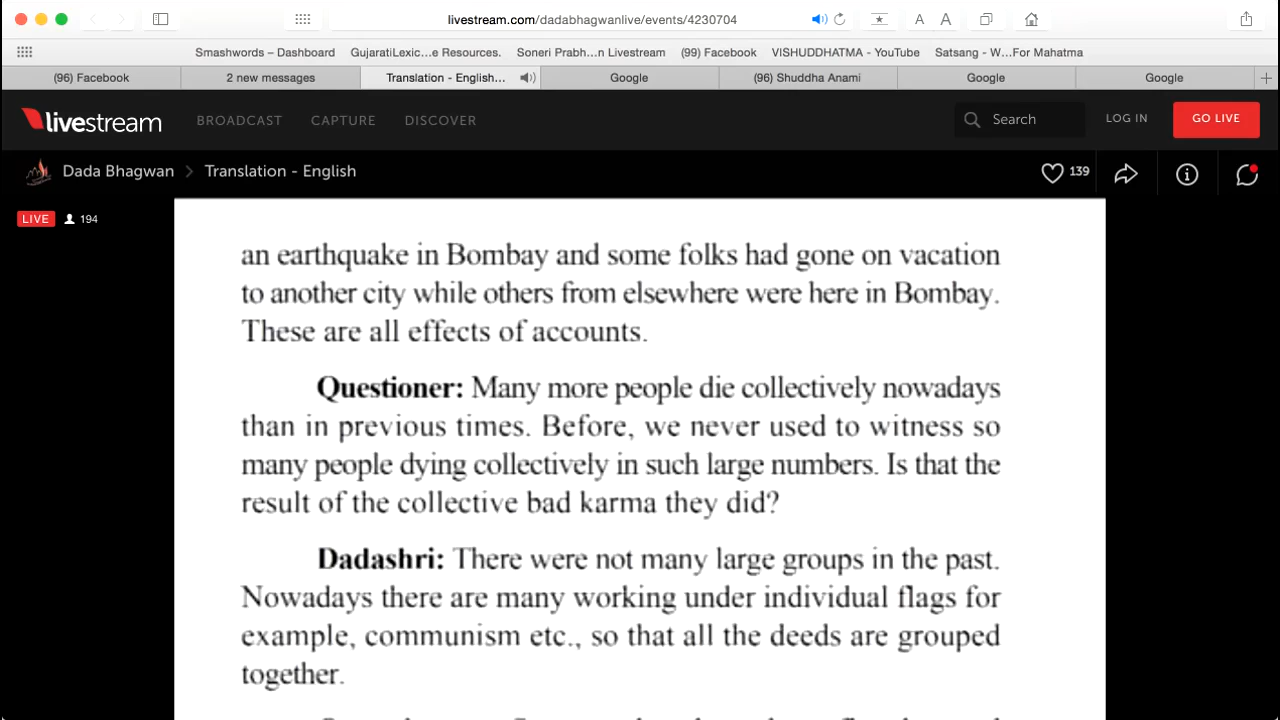 livestream.com/dadabhagwanlive/events/4230704
A A
Smashwords – Dashboard GujaratiLexic...e Resources. Soneri Prabh...n Livestream (99) Facebook VISHUDDHATMA - YouTube Satsang - W...For Mahatma
(96) Facebook 2 new messages Translation - English... Google (96) Shuddha Anami Google Google
livestream BROADCAST CAPTURE DISCOVER Search LOG IN GO LIVE
Dada Bhagwan > Translation - English 139
LIVE 194
an earthquake in Bombay and some folks had gone on vacation
to another city while others from elsewhere were here in Bombay.
These are all effects of accounts.
Questioner: Many more people die collectively nowadays
than in previous times. Before, we never used to witness so
many people dying collectively in such large numbers. Is that the
result of the collective bad karma they did?
Dadashri: There were not many large groups in the past.
Nowadays there are many working under individual flags for
example, communism etc., so that all the deeds are grouped
together.